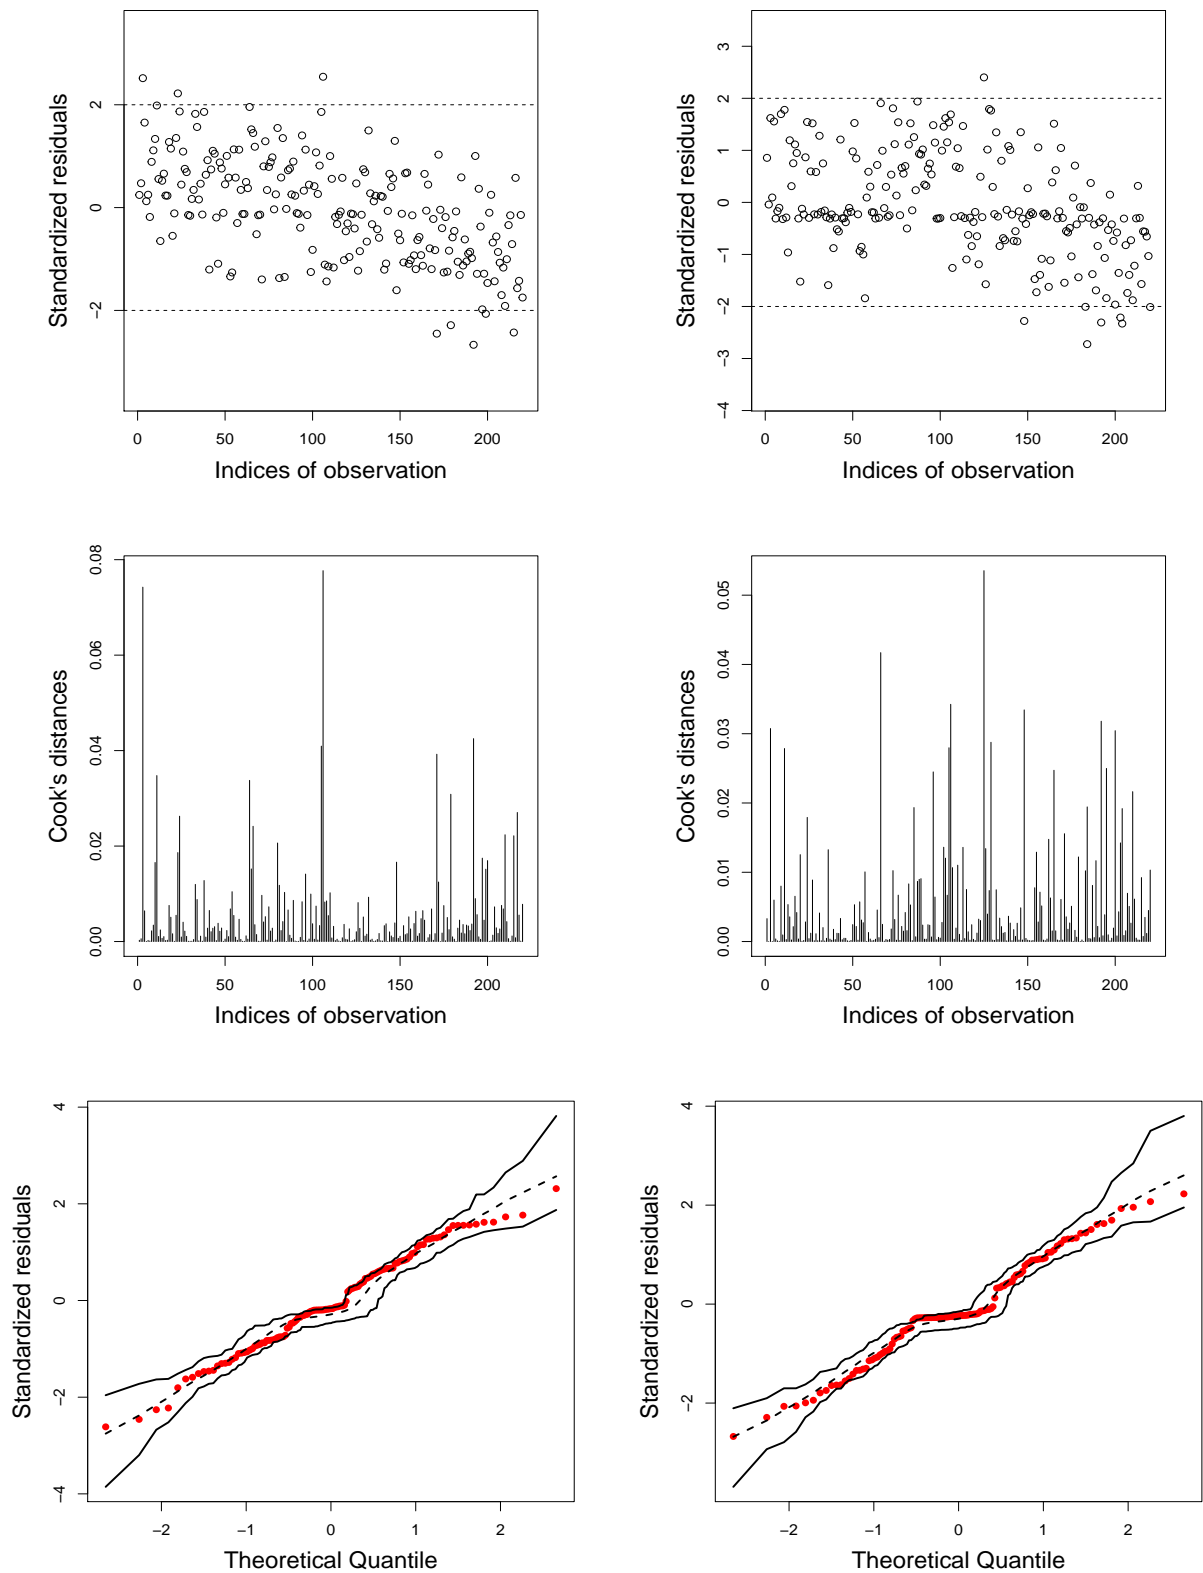 3
2
2
1
0
0
−1
−2
−2
−3
−4
0 50 100 150 200
0 50 100 150 200
Standardized residuals
Standardized residuals
Indices of observation
Indices of observation
0.08
0.06
0.04
0.02
0.00
0.05
0.04
0.03
0.02
0.01
0.00
0 50 100 150 200
0 50 100 150 200
Cook's distances
Cook's distances
Indices of observation
Indices of observation
4
2
0
−2
−4
4
2
0
−2
−2 −1 0 1 2
−2 −1 0 1 2
Standardized residuals
Standardized residuals
Theoretical Quantile
Theoretical Quantile